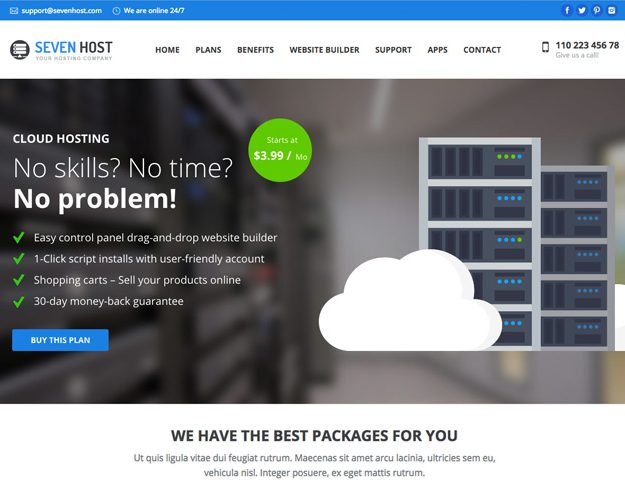 support@sevenhost.com We are online 24/7
SEVEN HOST
YOUR HOSTING COMPANY
HOME PLANS BENEFITS WEBSITE BUILDER SUPPORT APPS CONTACT
110 223 456 78
Give us a call!
CLOUD HOSTING
Starts at
$3.99 / Mo
No skills? No time?
No problem!
Easy control panel drag-and-drop website builder
1-Click script installs with user-friendly account
Shopping carts – Sell your products online
30-day money-back guarantee
BUY THIS PLAN
WE HAVE THE BEST PACKAGES FOR YOU
Ut quis ligula vitae dui feugiat rutrum. Maecenas sit amet arcu lacinia, ultricies sem eu,
vehicula nisl. Integer posuere, ex eget mattis rutrum.